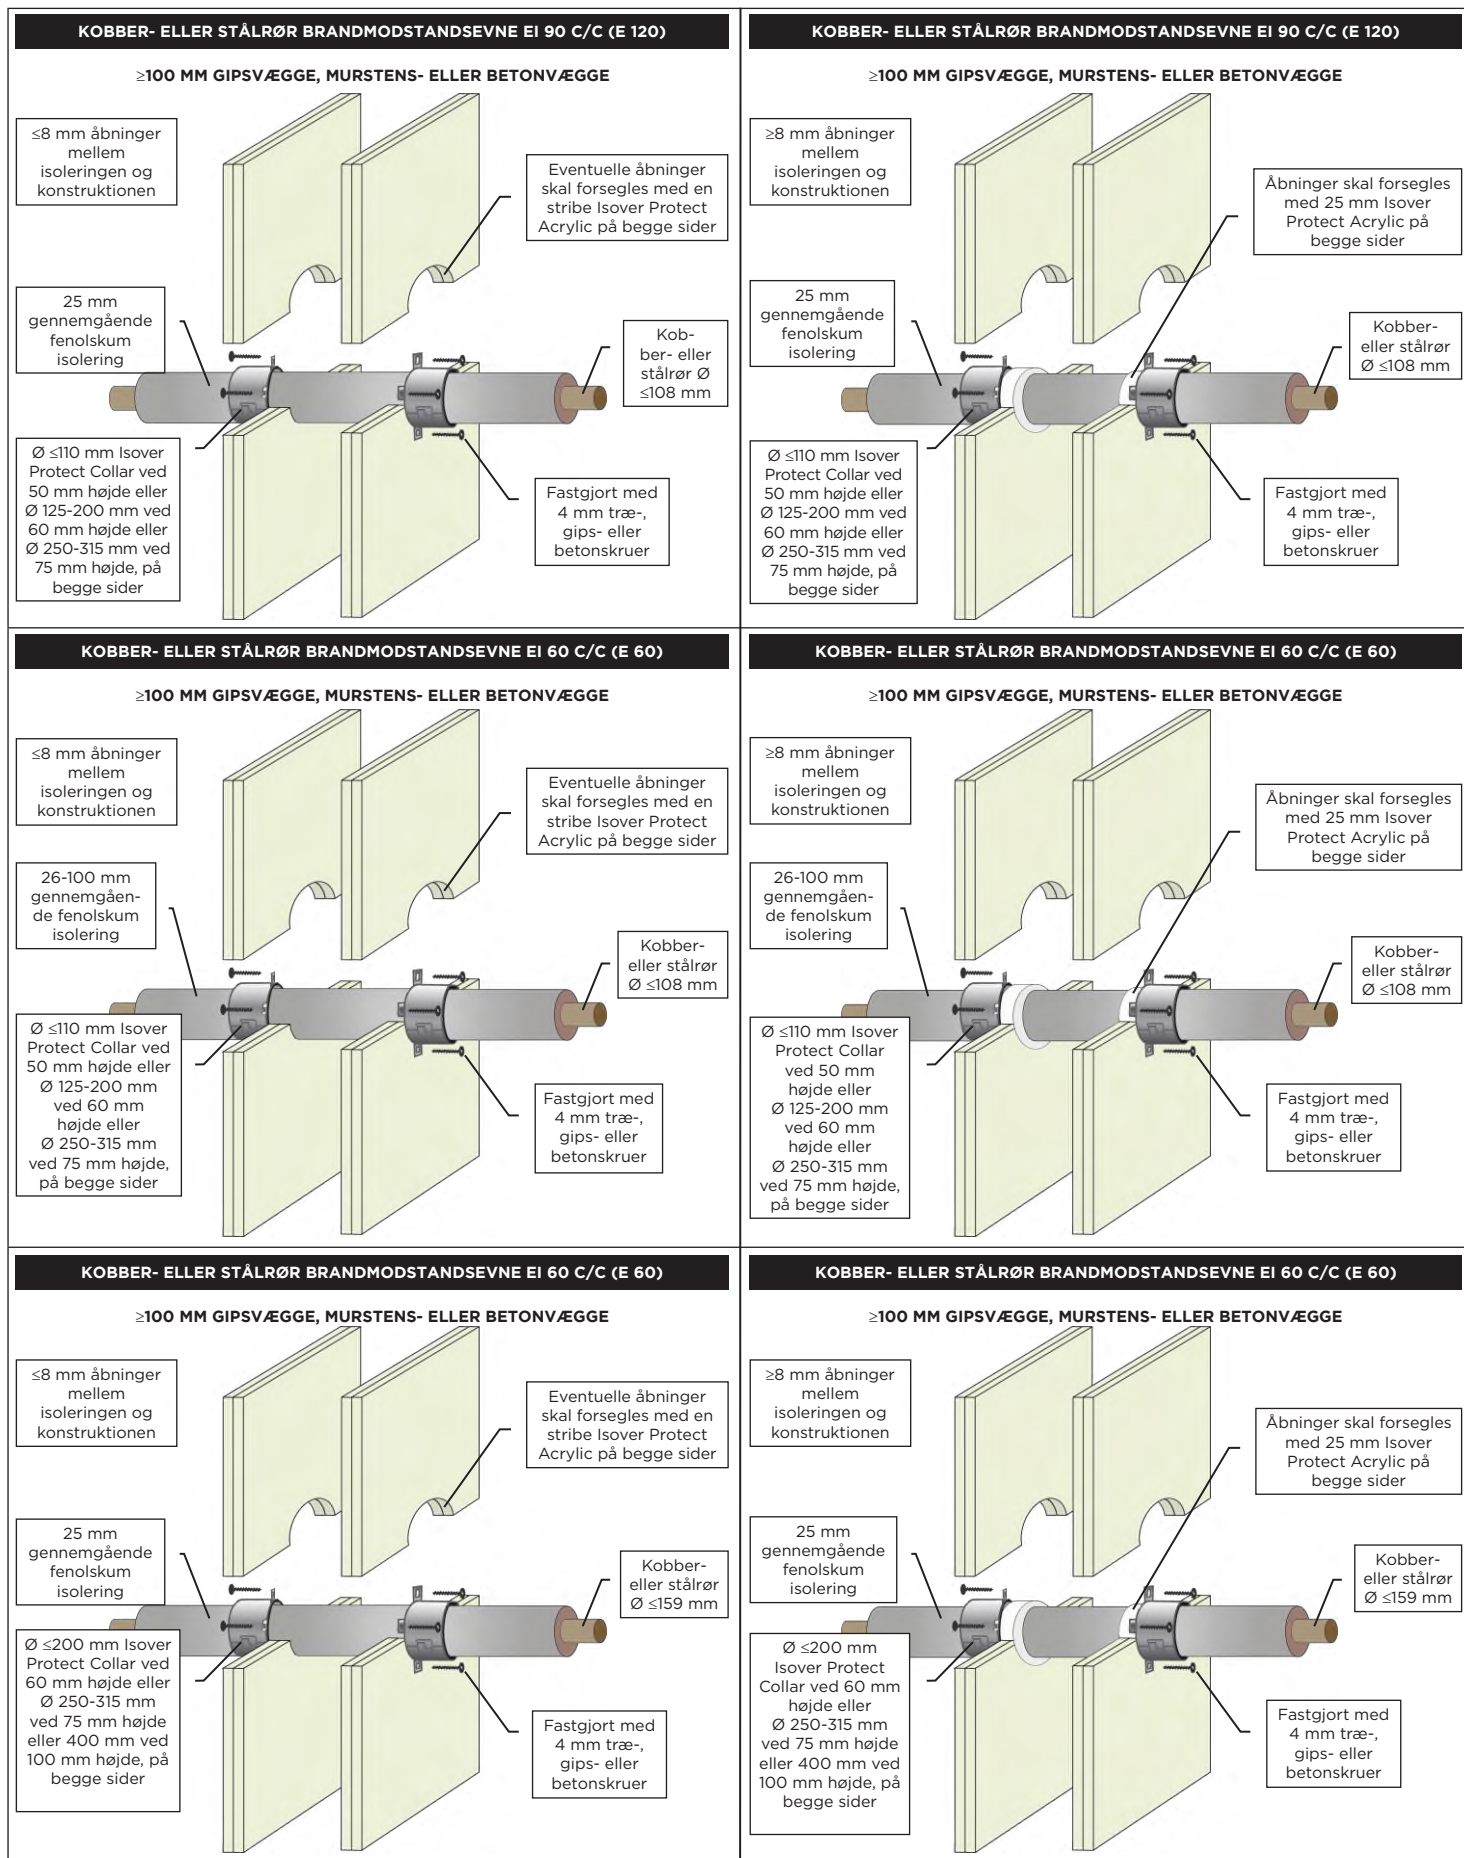 KOBBER- ELLER STÅLRØR BRANDMODSTANDSEVNE EI 90 C/C (E 120)
≥100 MM GIPSVÆGGE, MURSTENS- ELLER BETONVÆGGE
≤8 mm åbninger
mellem
isoleringen og
konstruktionen
Eventuelle åbninger
skal forsegles med en
stribe Isover Protect
Acrylic på begge sider
25 mm
gennemgående
fenolskum
isolering
Kob-
ber- eller
stålrør Ø
≤108 mm
Ø ≤110 mm Isover
Protect Collar ved
50 mm højde eller
Ø 125-200 mm ved
60 mm højde eller
Ø 250-315 mm ved
75 mm højde, på
begge sider
Fastgjort med
4 mm træ-,
gips- eller
betonskruer
KOBBER- ELLER STÅLRØR BRANDMODSTANDSEVNE EI 90 C/C (E 120)
≥100 MM GIPSVÆGGE, MURSTENS- ELLER BETONVÆGGE
≥8 mm åbninger
mellem
isoleringen og
konstruktionen
Åbninger skal forsegles
med 25 mm Isover
Protect Acrylic på
begge sider
25 mm
gennemgående
fenolskum
isolering
Kobber-
eller stålrør
Ø ≤108 mm
Ø ≤110 mm Isover
Protect Collar ved
50 mm højde eller
Ø 125-200 mm ved
60 mm højde eller
Ø 250-315 mm ved
75 mm højde, på
begge sider
Fastgjort med
4 mm træ-,
gips- eller
betonskruer
KOBBER- ELLER STÅLRØR BRANDMODSTANDSEVNE EI 60 C/C (E 60)
≥100 MM GIPSVÆGGE, MURSTENS- ELLER BETONVÆGGE
≤8 mm åbninger
mellem
isoleringen og
konstruktionen
Eventuelle åbninger
skal forsegles med en
stribe Isover Protect
Acrylic på begge sider
26-100 mm
gennemgåen-
de fenolskum
isolering
Kobber-
eller stålrør
Ø ≤108 mm
Ø ≤110 mm Isover
Protect Collar ved
50 mm højde eller
Ø 125-200 mm
ved 60 mm
højde eller
Ø 250-315 mm
ved 75 mm højde,
på begge sider
Fastgjort med
4 mm træ-,
gips- eller
betonskruer
KOBBER- ELLER STÅLRØR BRANDMODSTANDSEVNE EI 60 C/C (E 60)
≥100 MM GIPSVÆGGE, MURSTENS- ELLER BETONVÆGGE
≥8 mm åbninger
mellem
isoleringen og
konstruktionen
Åbninger skal forsegles
med 25 mm Isover
Protect Acrylic på
begge sider
26-100 mm
gennemgåen-
de fenolskum
isolering
Kobber-
eller stålrør
Ø ≤108 mm
Ø ≤110 mm Isover
Protect Collar
ved 50 mm
højde eller
Ø 125-200 mm
ved 60 mm
højde eller
Ø 250-315 mm
ved 75 mm højde,
på begge sider
Fastgjort med
4 mm træ-,
gips- eller
betonskruer
KOBBER- ELLER STÅLRØR BRANDMODSTANDSEVNE EI 60 C/C (E 60)
≥100 MM GIPSVÆGGE, MURSTENS- ELLER BETONVÆGGE
≤8 mm åbninger
mellem
isoleringen og
konstruktionen
Eventuelle åbninger
skal forsegles med en
stribe Isover Protect
Acrylic på begge sider
25 mm
gennemgående
fenolskum
isolering
Kobber-
eller stålrør
Ø ≤159 mm
Ø ≤200 mm Isover
Protect Collar ved
60 mm højde eller
Ø 250-315 mm
ved 75 mm højde
eller 400 mm ved
100 mm højde, på
begge sider
Fastgjort med
4 mm træ-,
gips- eller
betonskruer
KOBBER- ELLER STÅLRØR BRANDMODSTANDSEVNE EI 60 C/C (E 60)
≥100 MM GIPSVÆGGE, MURSTENS- ELLER BETONVÆGGE
≥8 mm åbninger
mellem
isoleringen og
konstruktionen
Åbninger skal forsegles
med 25 mm Isover
Protect Acrylic på
begge sider
25 mm
gennemgående
fenolskum
isolering
Kobber-
eller stålrør
Ø ≤159 mm
Ø ≤200 mm
Isover Protect
Collar ved 60 mm
højde eller
Ø 250-315 mm
ved 75 mm højde
eller 400 mm ved
100 mm højde, på
begge sider
Fastgjort med
4 mm træ-,
gips- eller
betonskruer